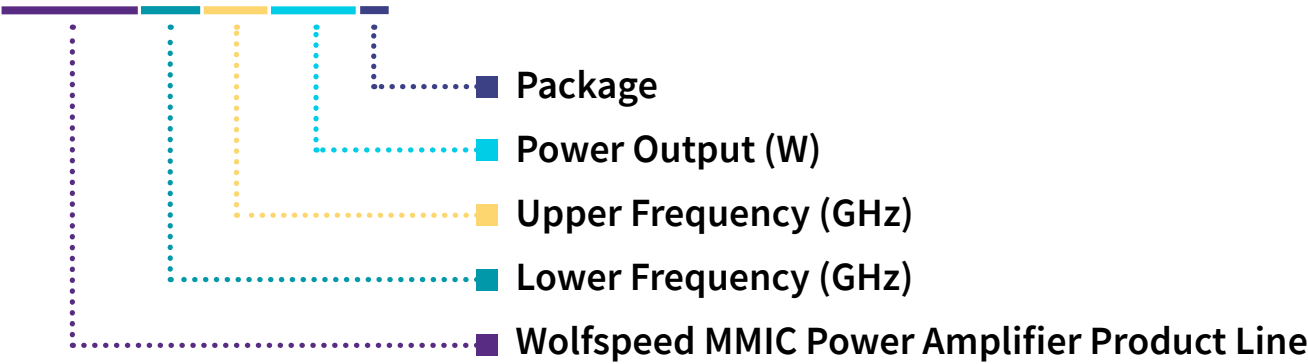 Package
Power Output (W)
Upper Frequency (GHz)
Lower Frequency (GHz)
Wolfspeed MMIC Power Amplifier Product Line